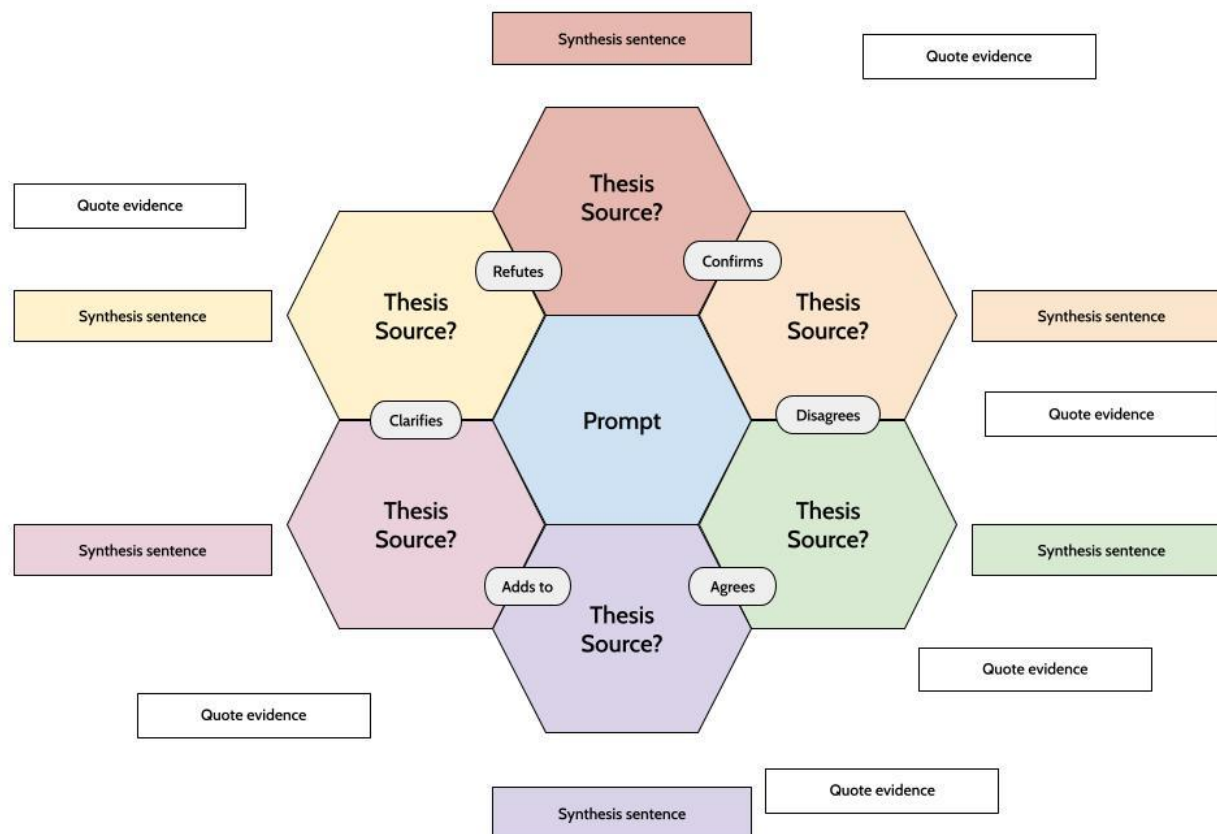 Synthesis sentence
Quote evidence
Thesis
Source?
Quote evidence
Refutes
Confirms
Thesis
Source?
Thesis
Source?
Synthesis sentence
Synthesis sentence
Clarifies
Prompt
Disagrees
Quote evidence
Thesis
Source?
Thesis
Source?
Synthesis sentence
Synthesis sentence
Adds to
Agrees
Thesis
Source?
Quote evidence
Quote evidence
Quote evidence
Synthesis sentence